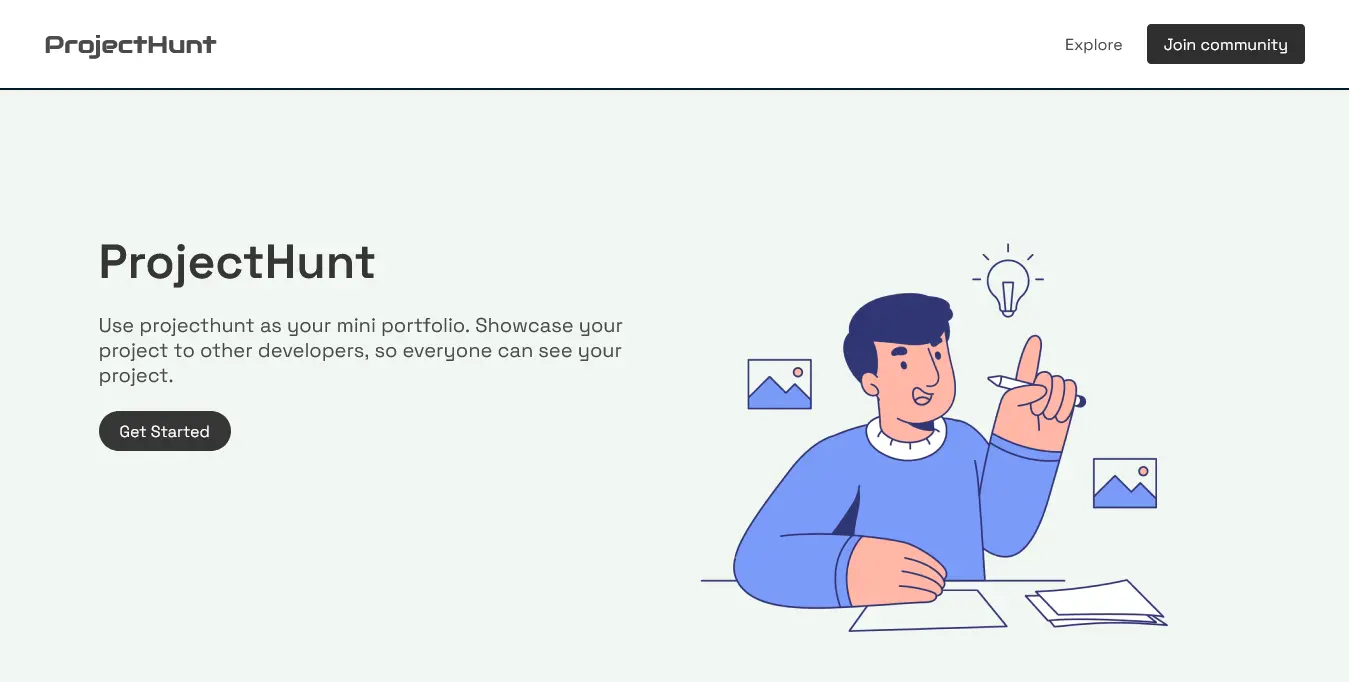 ProjectHunt
Explore
Join community
ProjectHunt
Use projecthunt as your mini portfolio. Showcase your
project to other developers, so everyone can see your
project.
Get Started